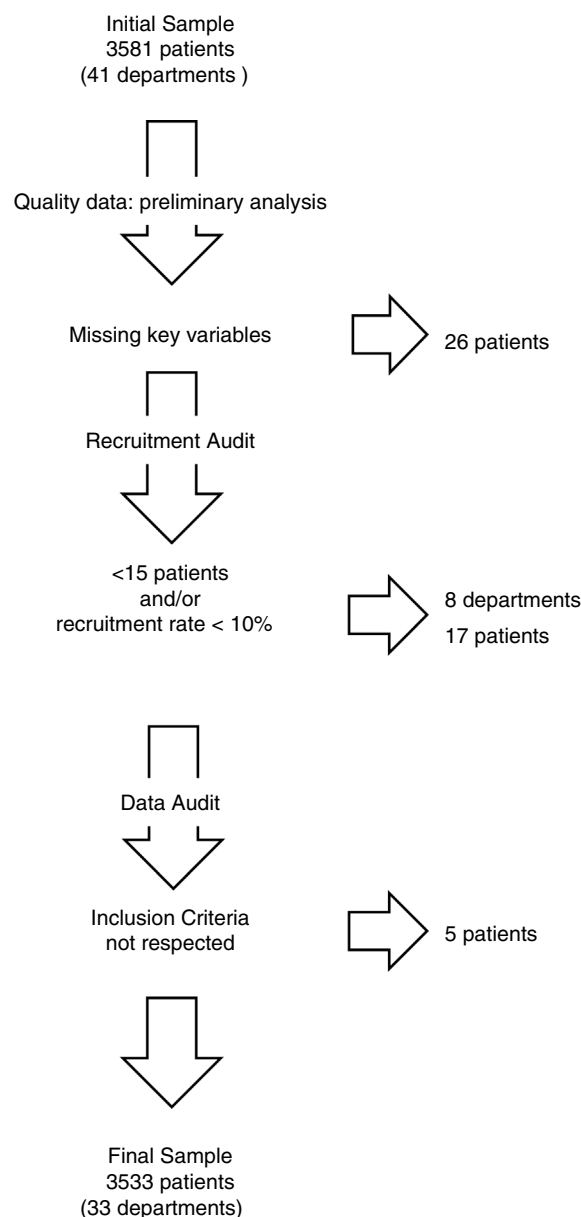 Initial Sample
3581 patients
(41 departments )
Quality data: preliminary analysis
Missing key variables
26 patients
Recruitment Audit
<15 patients
and/or
recruitment rate < 10%
8 departments
17 patients
Data Audit
Inclusion Criteria
not respected
5 patients
Final Sample
3533 patients
(33 departments)